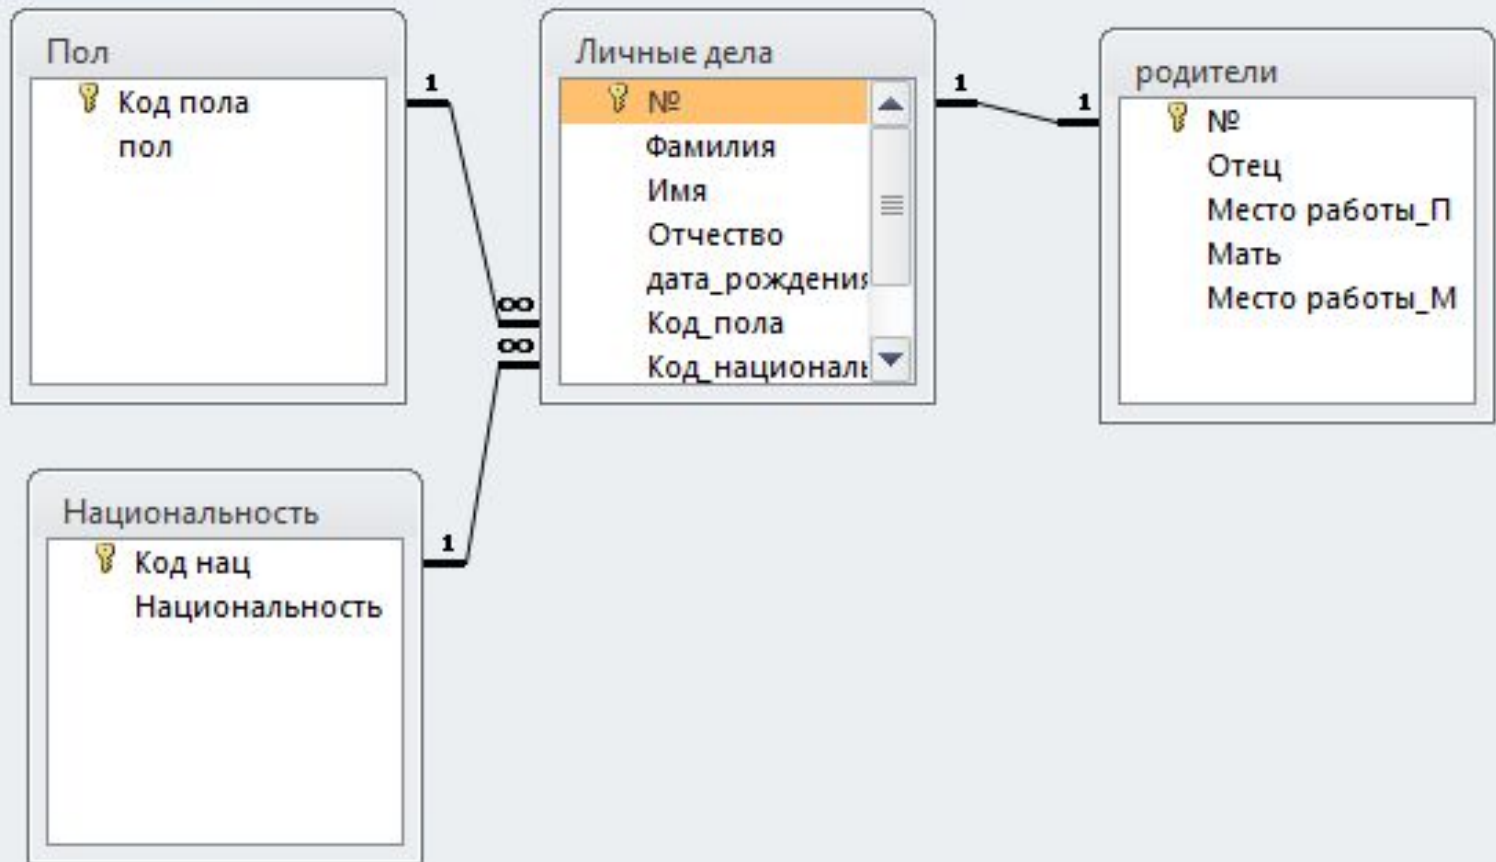 Пол
Код пола
пол
1
∞
∞
Личные дела
№
Фамилия
Имя
Отчество
дата_рождения
Код_пола
Код_националь
1
1
родители
№
Отец
Место работы_П
Мать
Место работы_М
Национальность
Код нац
Национальность
1